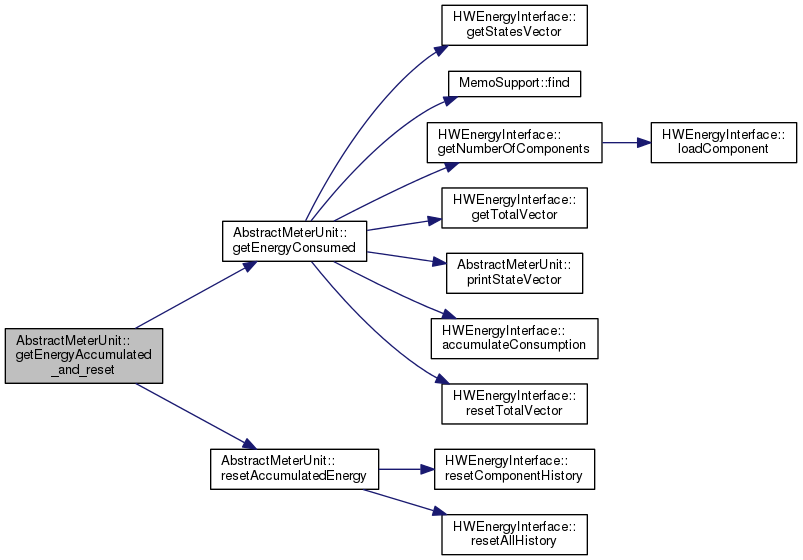 HWEnergyInterface::
getStatesVector
MemoSupport::find
HWEnergyInterface::
getNumberOfComponents
HWEnergyInterface::
loadComponent
HWEnergyInterface::
getTotalVector
AbstractMeterUnit::
getEnergyConsumed
AbstractMeterUnit::
printStateVector
HWEnergyInterface::
accumulateConsumption
AbstractMeterUnit::
getEnergyAccumulated
_and_reset
HWEnergyInterface::
resetTotalVector
AbstractMeterUnit::
resetAccumulatedEnergy
HWEnergyInterface::
resetComponentHistory
HWEnergyInterface::
resetAllHistory